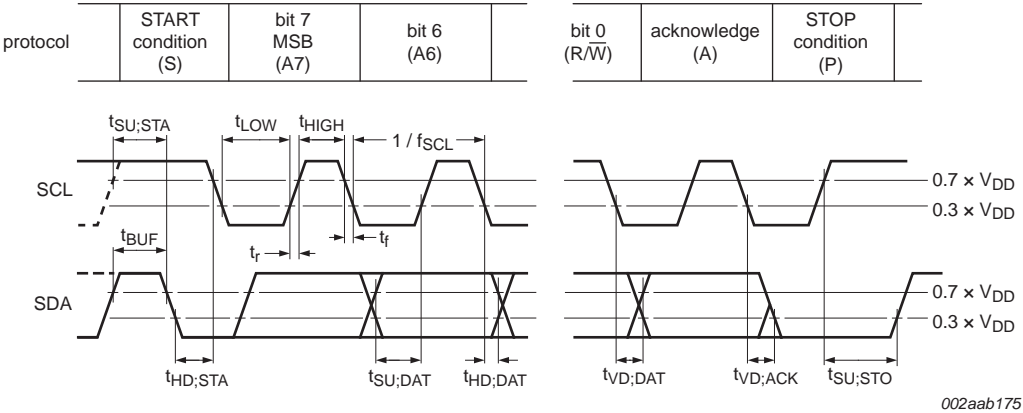 protocol
START
condition
(S)
bit 7
MSB
(A7)
bit 6
(A6)
bit 0
(R/W̅)
acknowledge
(A)
STOP
condition
(P)
tSU;STA
tLOW
tHIGH
1 / fSCL
SCL
0.7 × VDD
0.3 × VDD
tBUF
tr
tf
SDA
0.7 × VDD
0.3 × VDD
tHD;STA
tSU;DAT
tHD;DAT
tVD;DAT
tVD;ACK
tSU;STO
002aab175